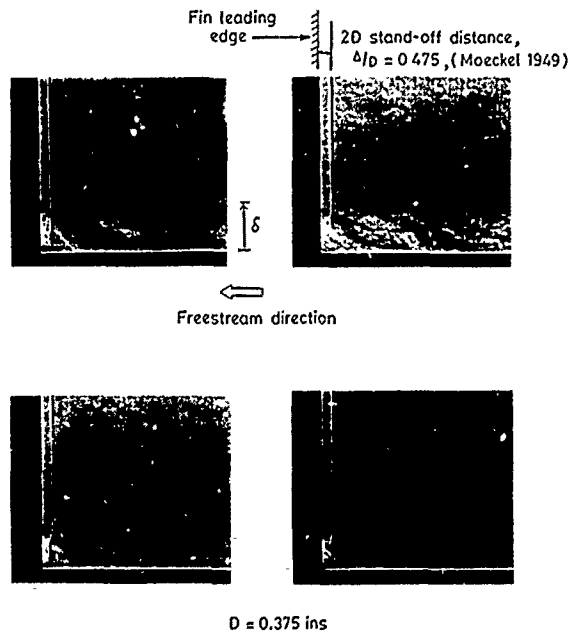 Fin leading
edge
2D stand-off distance,
Δ/D = 0 475, (Moeckel 1949)
δ
Freestream direction
D = 0.375 ins